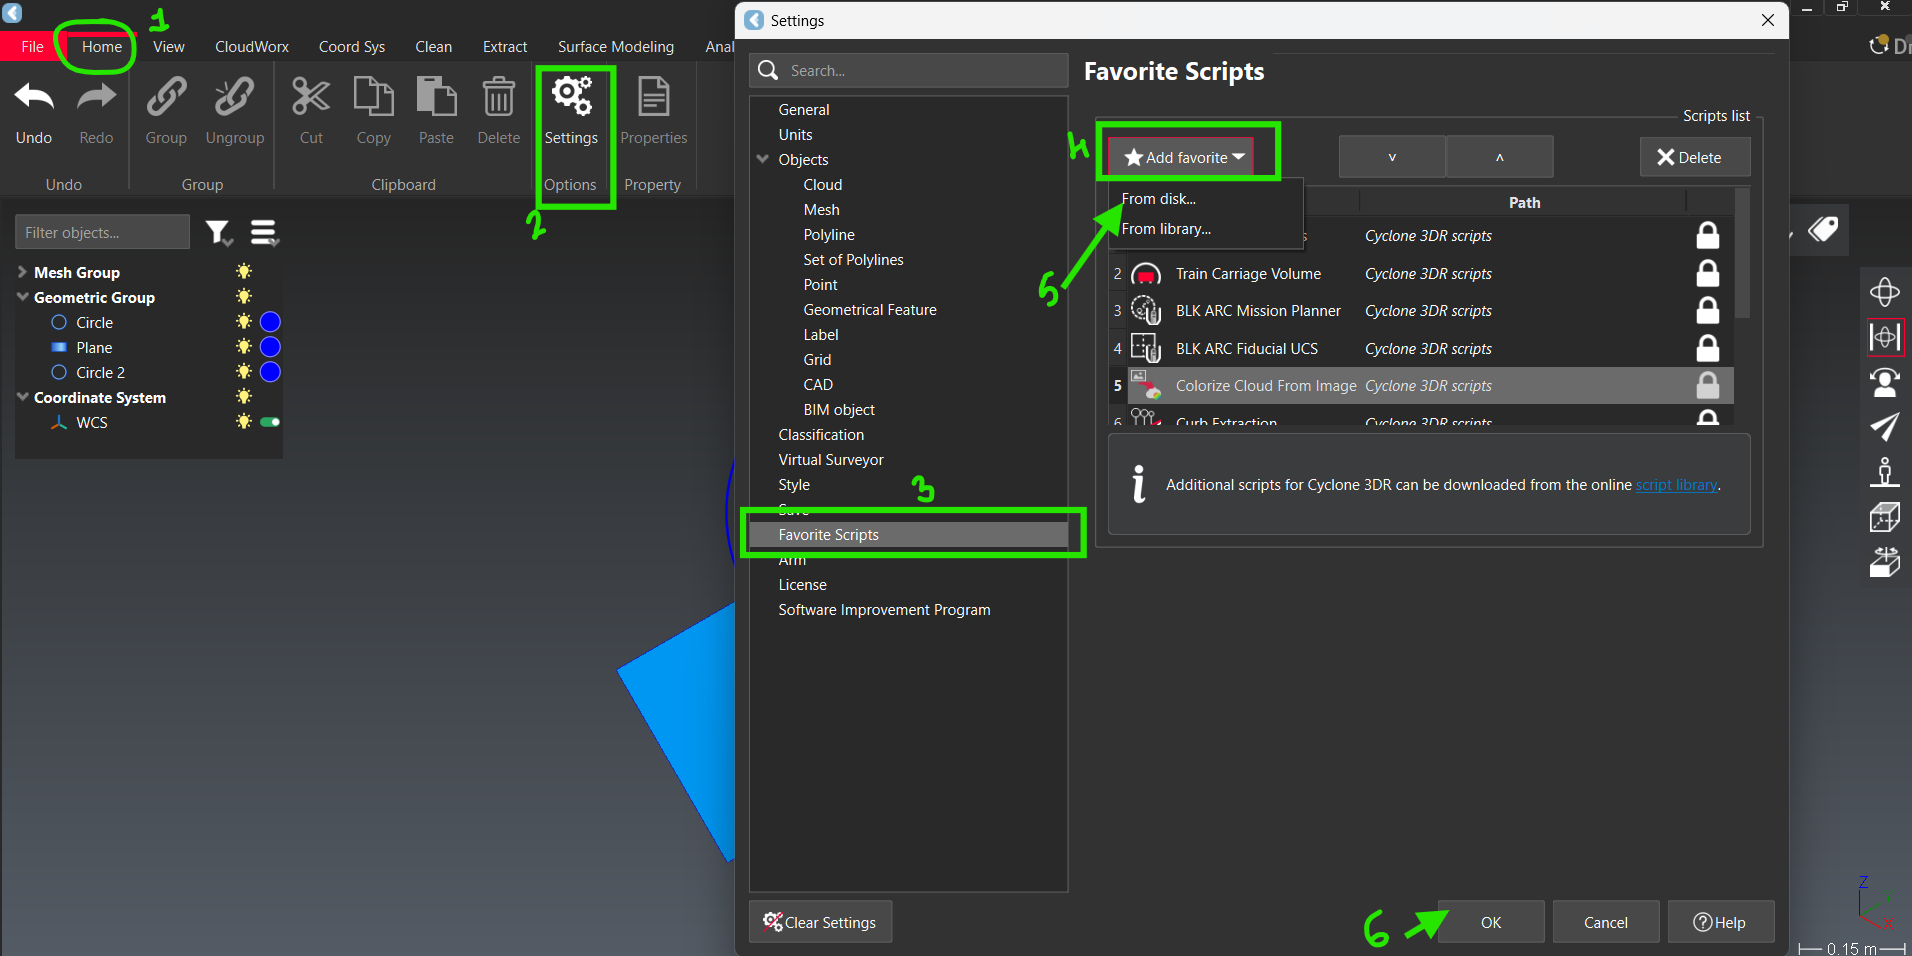 1
Settings
File Home View CloudWorx Coord Sys Clean Extract Surface Modeling Anal
Undo Redo Group Ungroup Cut Copy Paste Delete Settings Properties
Undo Group Clipboard Options Property
2
Filter objects...
Mesh Group
Geometric Group
Circle
Plane
Circle 2
Coordinate System
WCS
Search...
General
Units
Objects
Cloud
Mesh
Polyline
Set of Polylines
Point
Geometrical Feature
Label
Grid
CAD
BIM object
Classification
Virtual Surveyor
Style
3
Save
Favorite Scripts
Arm
License
Software Improvement Program
Clear Settings
Favorite Scripts
Scripts list
4
Add favorite v ʌ Delete
From disk...
From library...
5
Path
s Cyclone 3DR scripts
2 Train Carriage Volume Cyclone 3DR scripts
3 BLK ARC Mission Planner Cyclone 3DR scripts
4 BLK ARC Fiducial UCS Cyclone 3DR scripts
5 Colorize Cloud From Image Cyclone 3DR scripts
6 Curb Extraction Cyclone 3DR scripts
Additional scripts for Cyclone 3DR can be downloaded from the online script library.
6
OK Cancel Help
Dr
Z
X
0.15 m